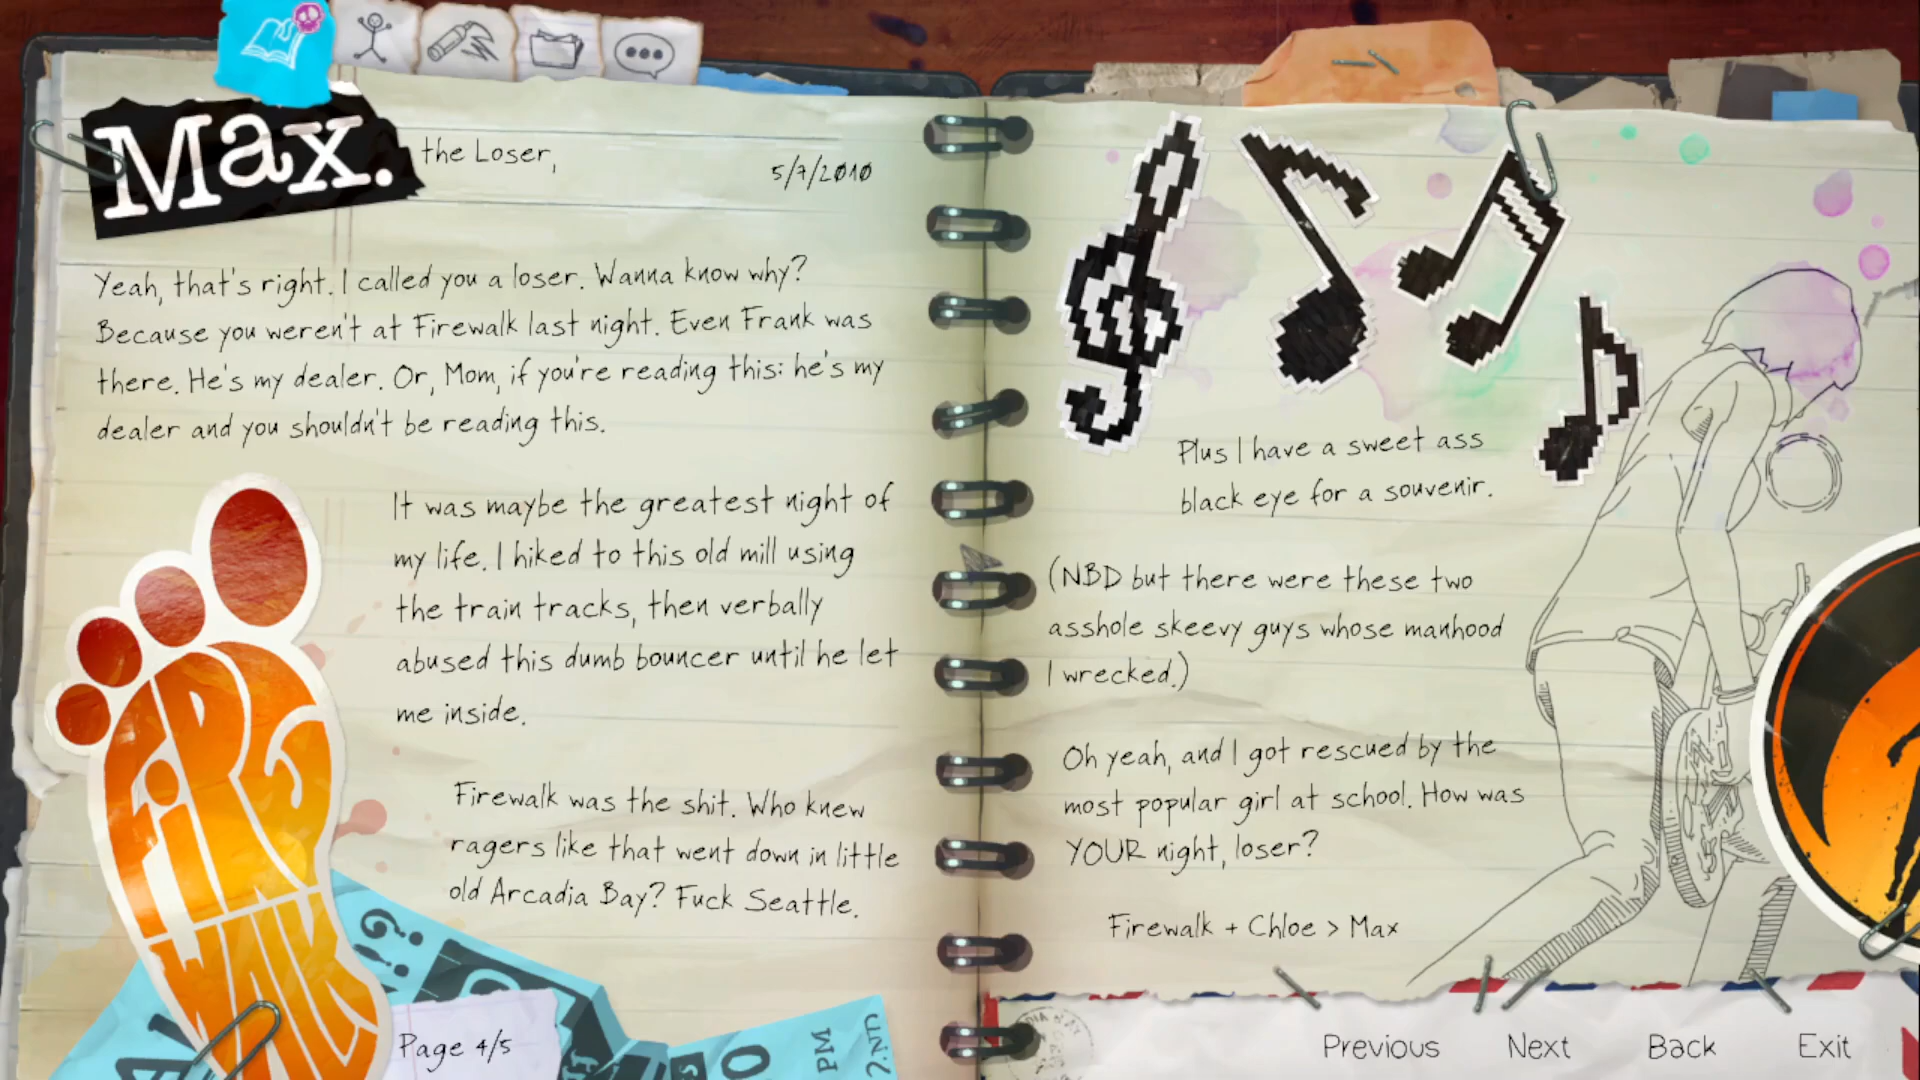 Max. the Loser,
5/7/2010
Yeah, that's right. I called you a loser. Wanna know why?
Because you weren't at Firewalk last night. Even Frank was
there. He's my dealer. Or, Mom, if you're reading this: he's my
dealer and you shouldn't be reading this.
It was maybe the greatest night of
my life. I hiked to this old mill using
the train tracks, then verbally
abused this dumb bouncer until he let
me inside.
Firewalk was the shit. Who knew
ragers like that went down in little
old Arcadia Bay? Fuck Seattle.
FIRE
WALK
PM
Page 4/5
Plus I have a sweet ass
black eye for a souvenir.
(NBD but there were these two
asshole skeevy guys whose manhood
I wrecked.)
Oh yeah, and I got rescued by the
most popular girl at school. How was
YOUR night, loser?
Firewalk + Chloe > Max
Previous
Next
Back
Exit